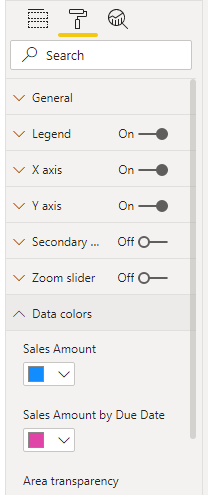 Search
General
Legend On
X axis On
Y axis On
Secondary ... Off
Zoom slider Off
Data colors
Sales Amount
Sales Amount by Due Date
Area transparency